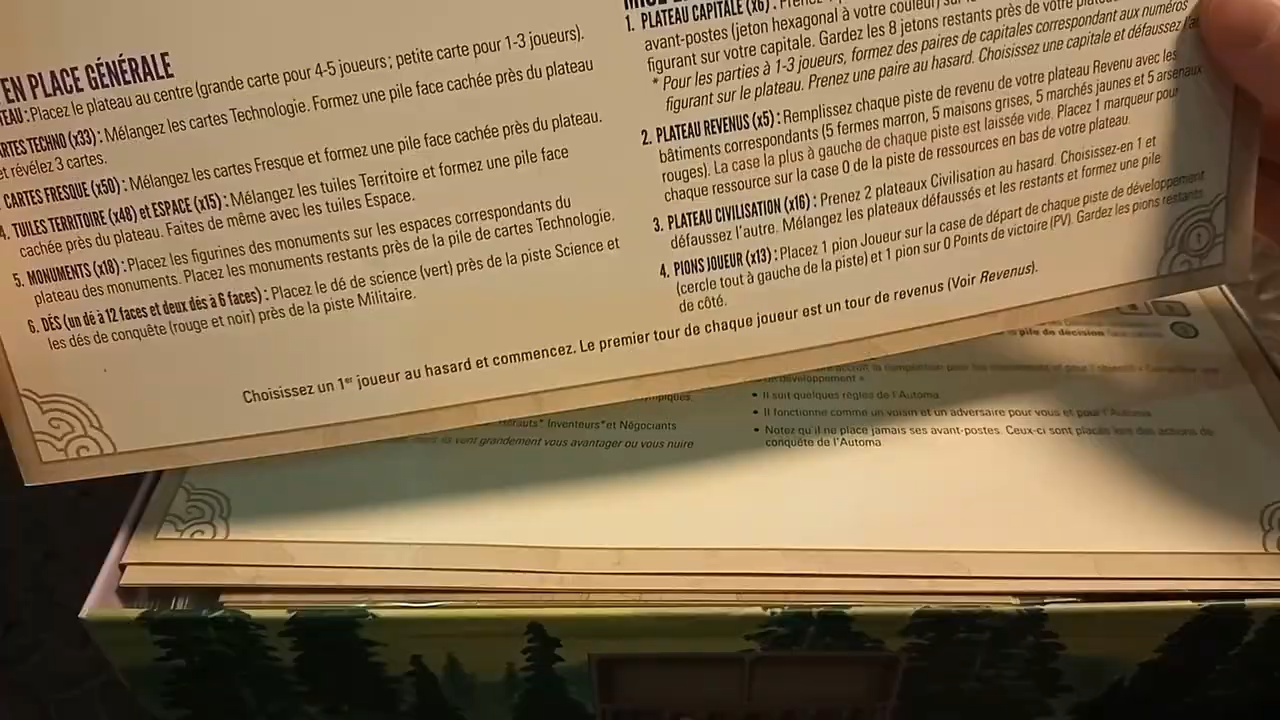 EN PLACE GÉNÉRALE
TEAU : Placez le plateau au centre (grande carte pour 4-5 joueurs ; petite carte pour 1-3 joueurs).
RTES TECHNO (x33) : Mélangez les cartes Technologie. Formez une pile face cachée près du plateau
et révélez 3 cartes.
CARTES FRESQUE (x50) : Mélangez les cartes Fresque et formez une pile face cachée près du plateau.
4. TUILES TERRITOIRE (x48) et ESPACE (x15) : Mélangez les tuiles Territoire et formez une pile face
cachée près du plateau. Faites de même avec les tuiles Espace.
5. MONUMENTS (x18) : Placez les figurines des monuments sur les espaces correspondants du
plateau des monuments. Placez les monuments restants près de la pile de cartes Technologie.
6. DÉS (un dé à 12 faces et deux dés à 6 faces) : Placez le dé de science (vert) près de la piste Science et
les dés de conquête (rouge et noir) près de la piste Militaire.
1. PLATEAU CAPITALE (x6) :
avant-postes (jeton hexagonal à votre couleur)
figurant sur votre capitale. Gardez les 8 jetons restants près de votre
* Pour les parties à 1-3 joueurs, formez des paires de capitales correspondant aux numéros
figurant sur le plateau. Prenez une paire au hasard. Choisissez une capitale et défaussez
2. PLATEAU REVENUS (x5) : Remplissez chaque piste de revenu de votre plateau Revenu avec les
bâtiments correspondants (5 fermes marron, 5 maisons grises, 5 marchés jaunes et 5 arsenaux
rouges). La case la plus à gauche de chaque piste est laissée vide. Placez 1 marqueur pour
chaque ressource sur la case 0 de la piste de ressources en bas de votre plateau.
3. PLATEAU CIVILISATION (x16) : Prenez 2 plateaux Civilisation au hasard. Choisissez-en 1 et
défaussez l'autre. Mélangez les plateaux défaussés et les restants et formez une pile
4. PIONS JOUEUR (x13) : Placez 1 pion Joueur sur la case de départ de chaque piste de développement
(cercle tout à gauche de la piste) et 1 pion sur 0 Points de victoire (PV). Gardez les pions restants
de côté.
Choisissez un 1er joueur au hasard et commencez. Le premier tour de chaque joueur est un tour de revenus (Voir Revenus).
1
pile de décision
développement »
Inventeurs* et Négociants
vont grandement vous avantager ou vous nuire
• Il suit quelques règles de l'Automa
• Il fonctionne comme un voisin et un adversaire pour vous et pour l'Automa
• Notez qu'il ne place jamais ses avant-postes. Ceux-ci sont placés lors des actions de
conquête de l'Automa